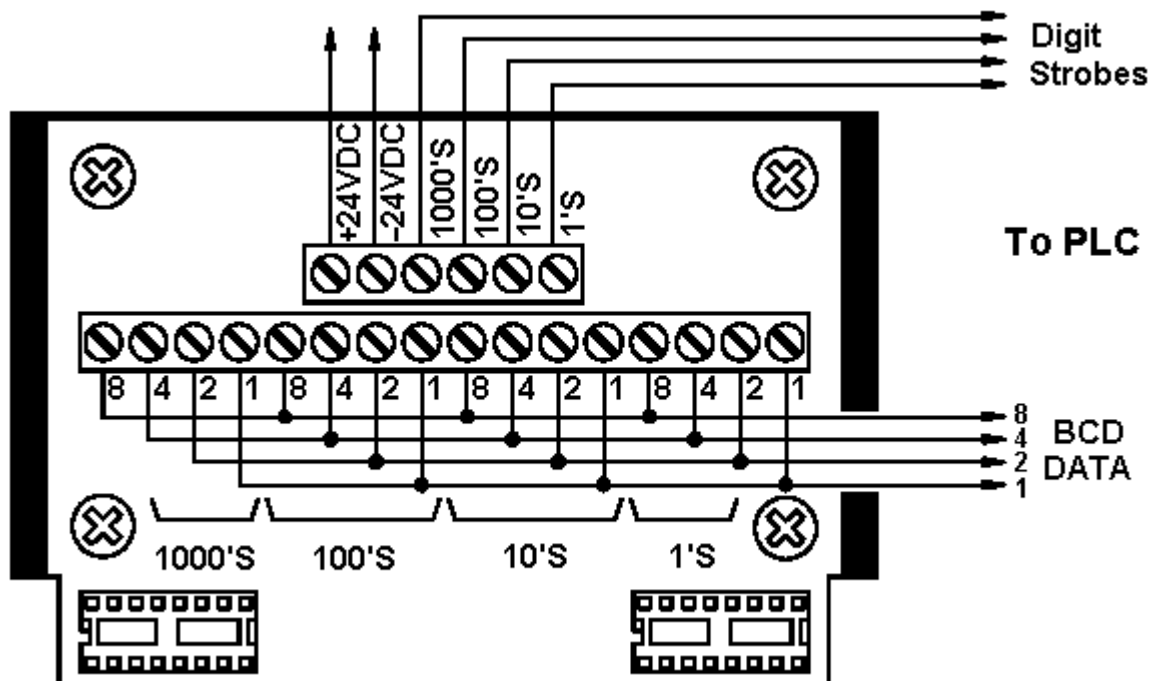 Digit
Strobes
+24VDC
-24VDC
1000'S
100'S
10'S
1'S
To PLC
8 4 2 1 8 4 2 1 8 4 2 1 8 4 2 1
8
4
2
1
BCD
DATA
1000'S 100'S 10'S 1'S